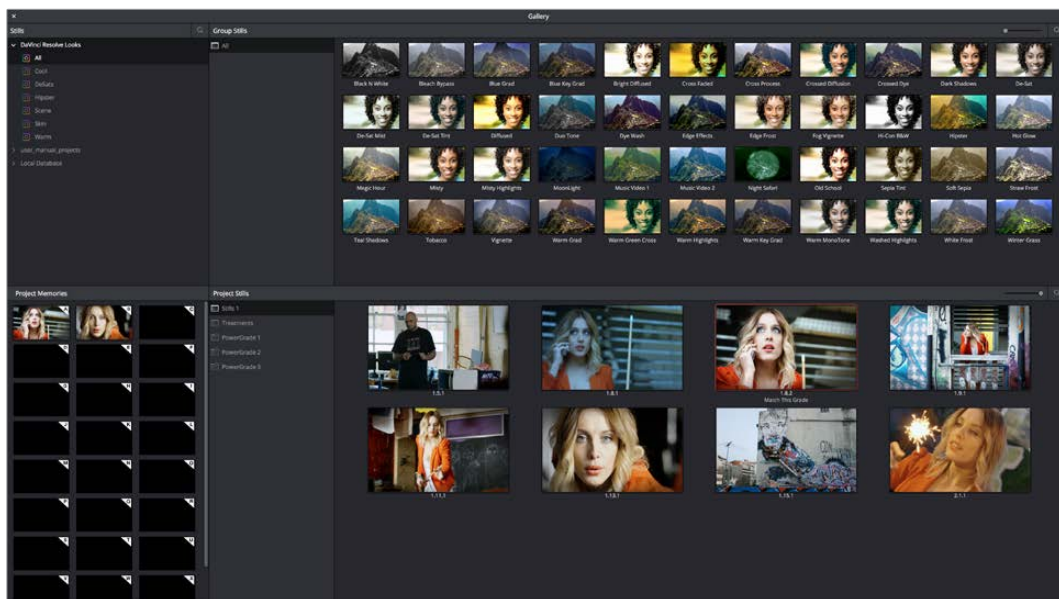 Gallery
Stills
Group Stills
DaVinci Resolve Looks
All
Cool
Delicate
Hipster
Scene
Skin
Warm
user_manual_projects
Local Database
All
Black N White
Bleach Bypass
Blue Grad
Blue Key Grad
Bright Diffused
Cross Faded
Cross Process
Crossed Diffusion
Crossed Dye
Dark Shadows
De-Sat
De-Sat Mist
De-Sat Tint
Diffused
Duo Tone
Dye Wash
Edge Effects
Edge Frost
Fog Vignette
Hi-Con B&W
Hipster
Hot Glow
Magic Hour
Misty
Misty Highlights
MoonLight
Music Video 1
Music Video 2
Night Safari
Old School
Sepia Tint
Soft Sepia
Straw Frost
Teal Shadows
Tobacco
Vignette
Warm Grad
Warm Green Cross
Warm Highlights
Warm Key Grad
Warm MonoTone
Washed Highlights
White Frost
Winter Grass
Project Memories
Project Stills
Stills 1
Treatments
PowerGrade 1
PowerGrade 2
PowerGrade 3
1.5.1
1.8.1
1.8.2
Match This Grade
1.9.1
1.11.1
1.13.1
1.15.1
2.1.1